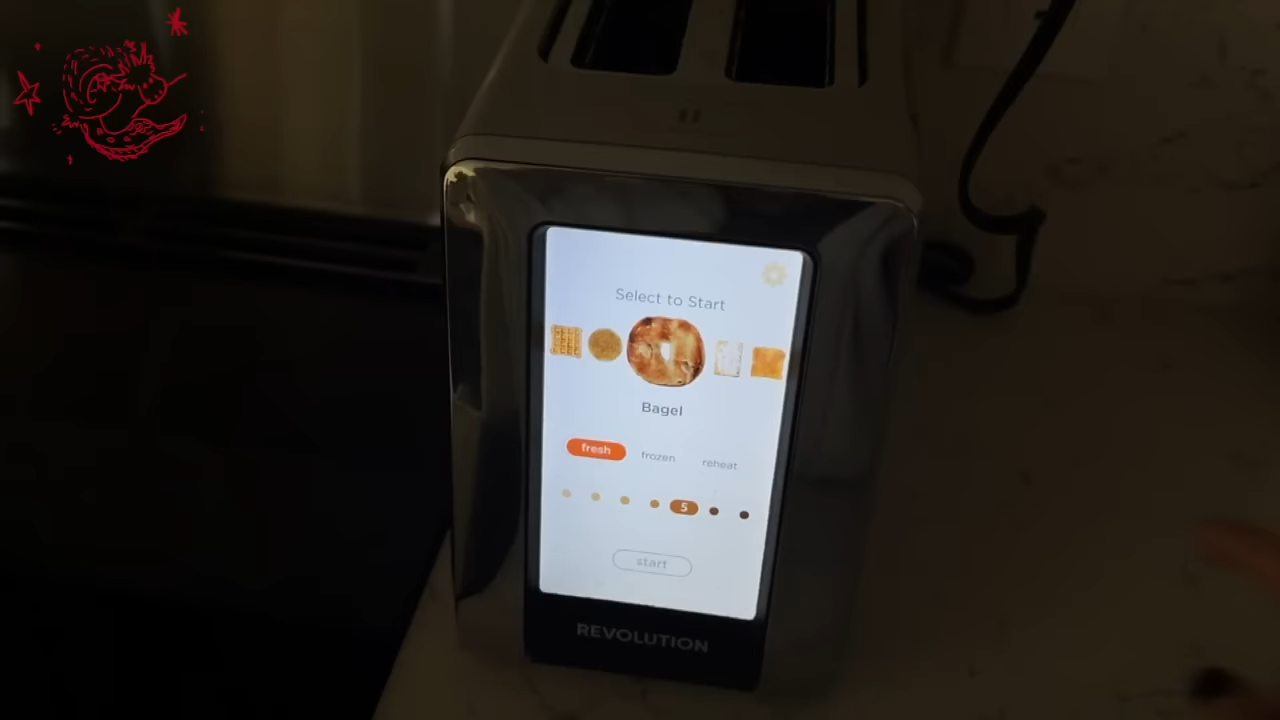 Select to Start
Bagel
fresh frozen reheat
5
start
REVOLUTION